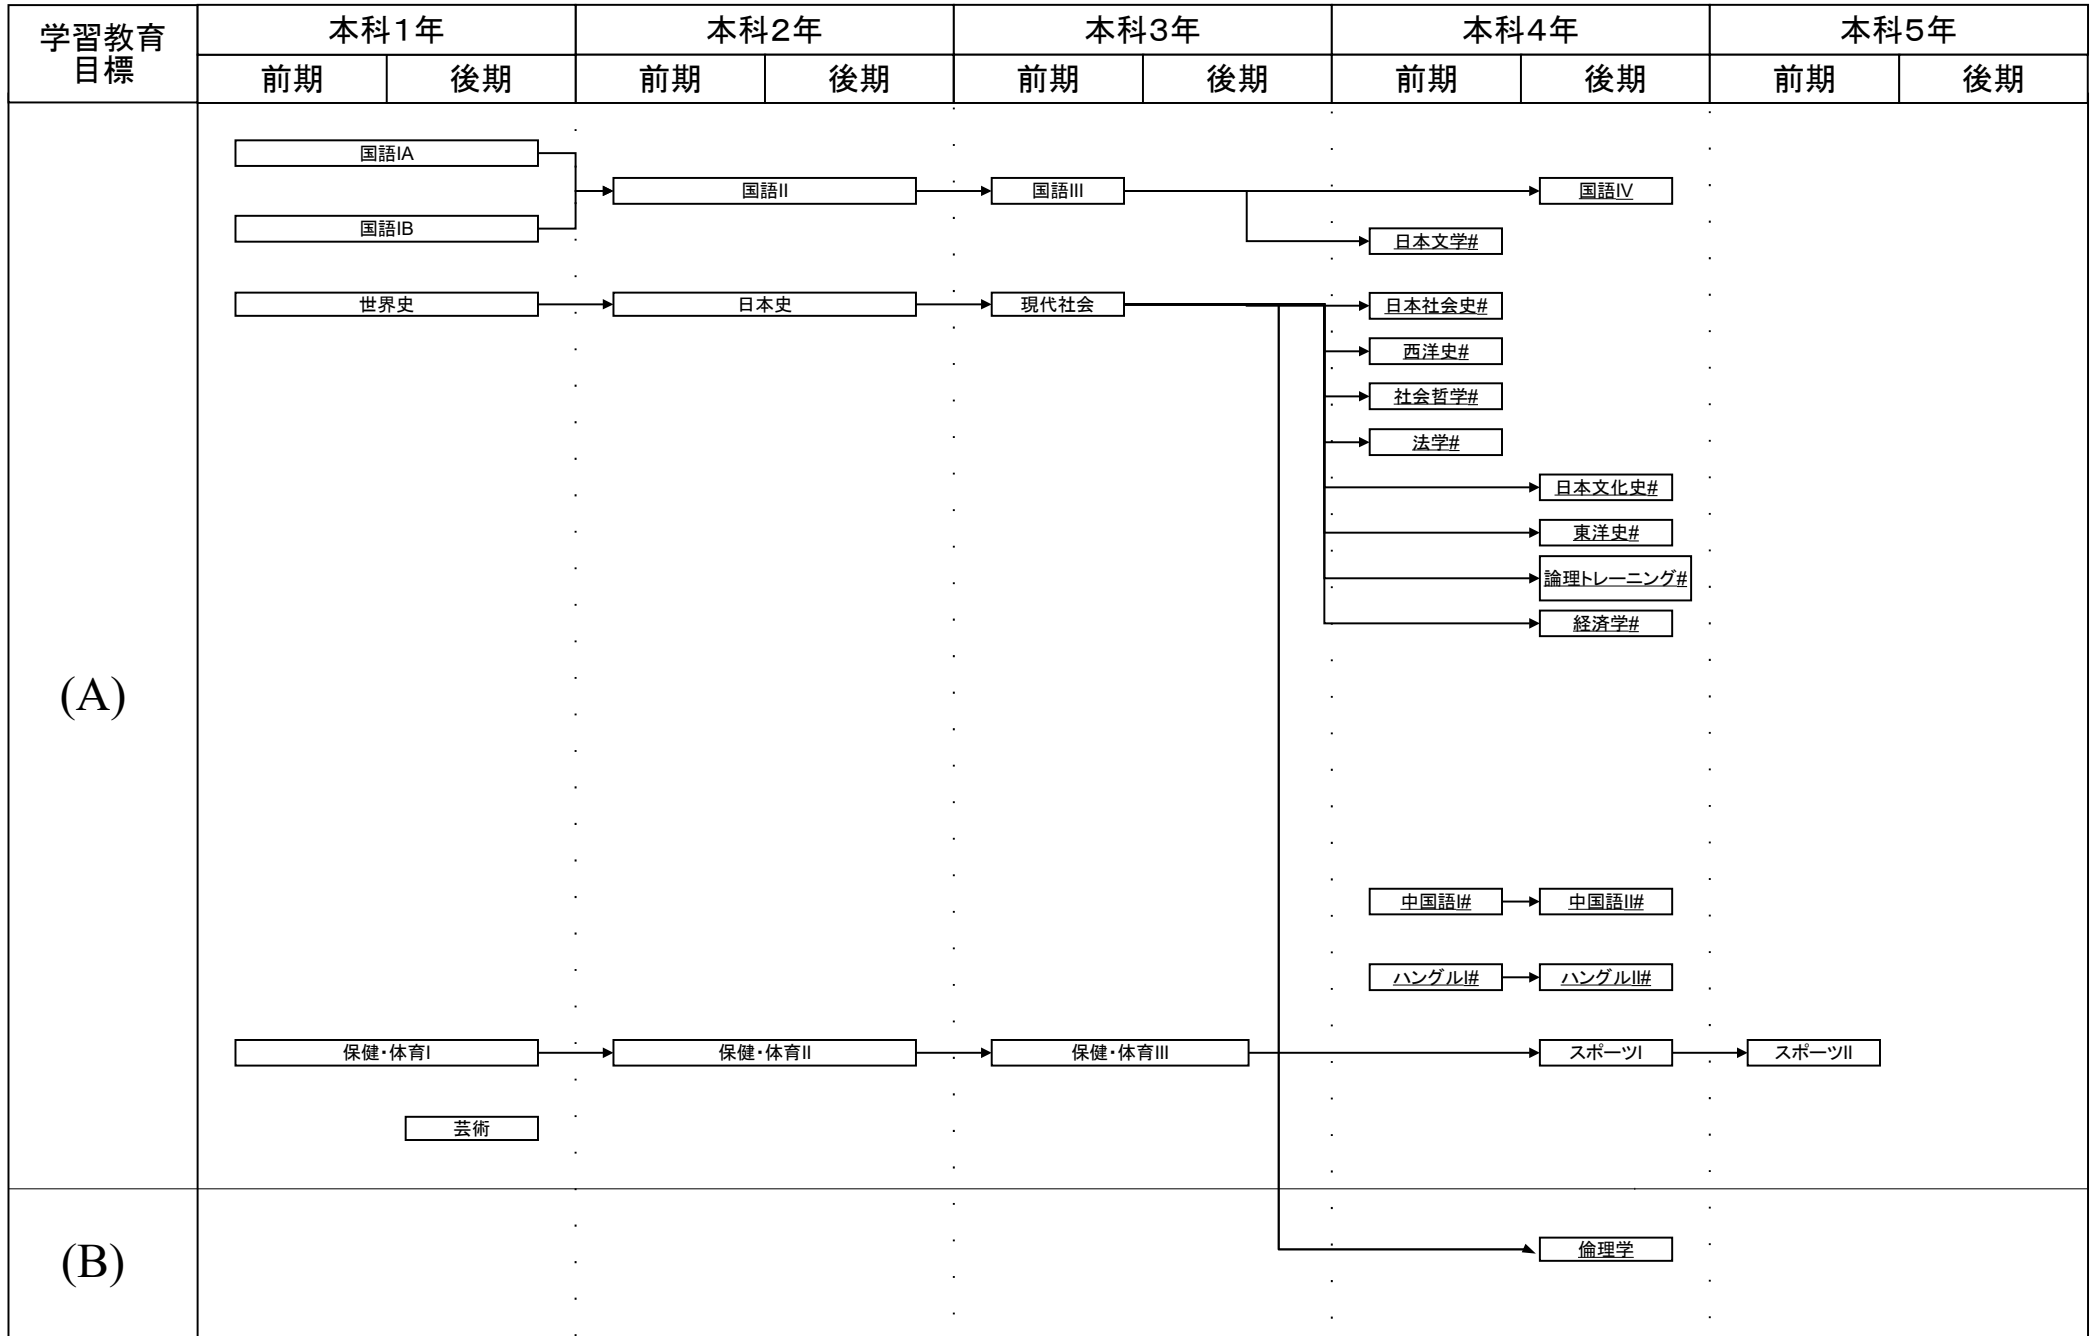 学習教育
目標
本科1年
本科2年
本科3年
本科4年
本科5年
前期
後期
前期
後期
前期
後期
前期
後期
前期
後期
(A)
国語IA
国語IB
国語II
国語III
国語IV
日本文学#
世界史
日本史
現代社会
日本社会史#
西洋史#
社会哲学#
法学#
日本文化史#
東洋史#
論理トレーニング#
経済学#
中国語I#
中国語II#
ハングルI#
ハングルII#
保健・体育I
保健・体育II
保健・体育III
スポーツI
スポーツII
芸術
(B)
倫理学